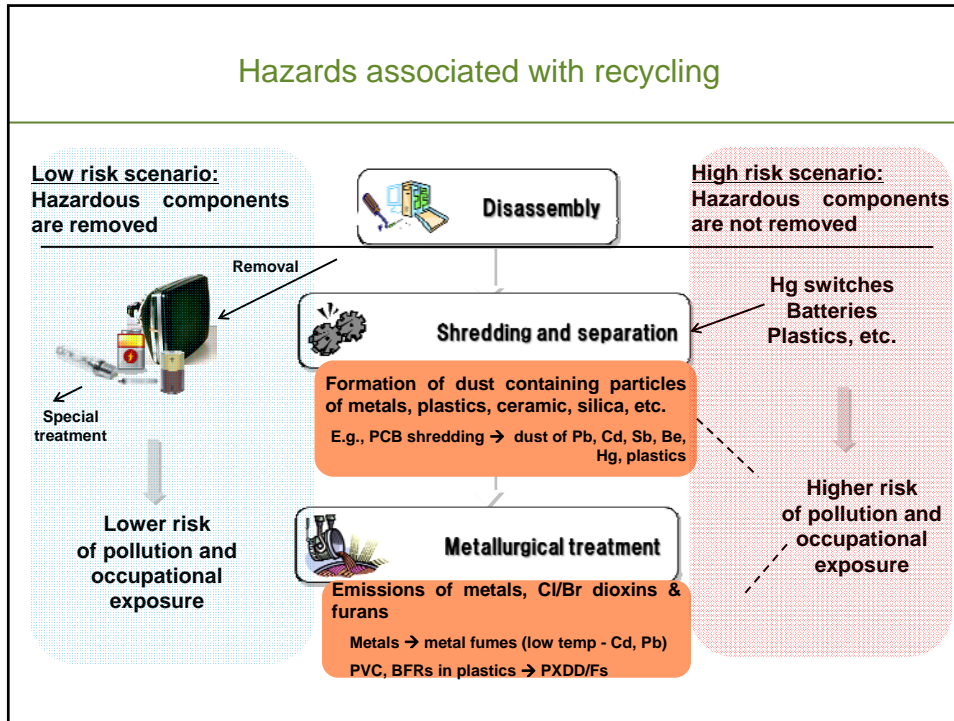 Hazards associated with recycling
Low risk scenario:
Hazardous components
are removed
Removal
Special
treatment
Lower risk
of pollution and
occupational
exposure
Disassembly
Shredding and separation
Formation of dust containing particles
of metals, plastics, ceramic, silica, etc.
E.g., PCB shredding → dust of Pb, Cd, Sb, Be,
Hg, plastics
Metallurgical treatment
Emissions of metals, Cl/Br dioxins &
furans
Metals → metal fumes (low temp - Cd, Pb)
PVC, BFRs in plastics → PXDD/Fs
High risk scenario:
Hazardous components
are not removed
Hg switches
Batteries
Plastics, etc.
Higher risk
of pollution and
occupational
exposure